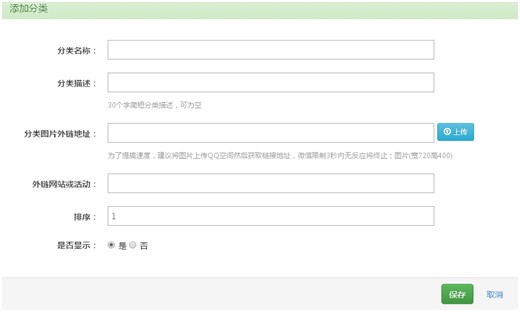 添加分类
分类名称：
分类描述：
30个字简短分类描述，可为空
分类图片外链地址：
上传
为了提搞速度，建议将图片上传QQ空间然后获取链接地址，微信限制3秒内无反应将终止：图片(宽720高400)
外链网站或活动：
排序：
1
是否显示：
是 否
保存 取消